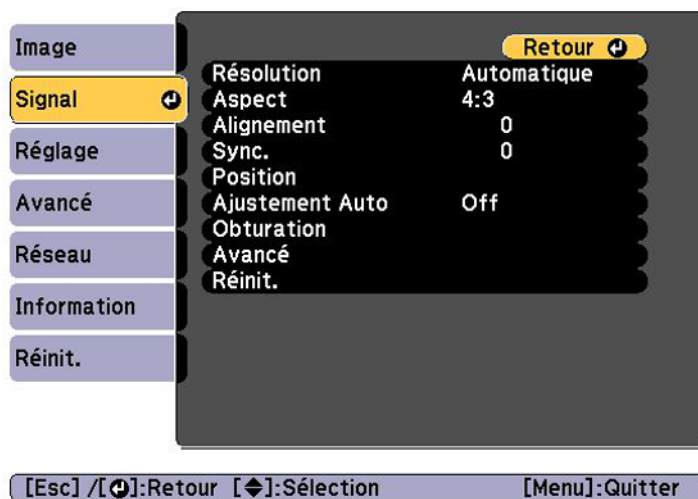 Image
Signal
Réglage
Avancé
Réseau
Information
Réinit.
Retour
Résolution Automatique
Aspect 4:3
Alignement 0
Sync. 0
Position
Ajustement Auto Off
Obturation
Avancé
Réinit.
[Esc] /[⏎]:Retour [◆]:Sélection [Menu]:Quitter